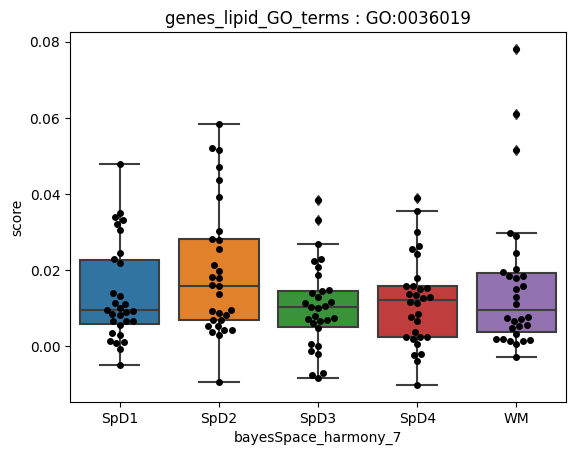 genes_lipid_GO_terms : GO:0036019
0.08
0.06
0.04
0.02
0.00
score
SpD1 SpD2 SpD3 SpD4 WM
bayesSpace_harmony_7